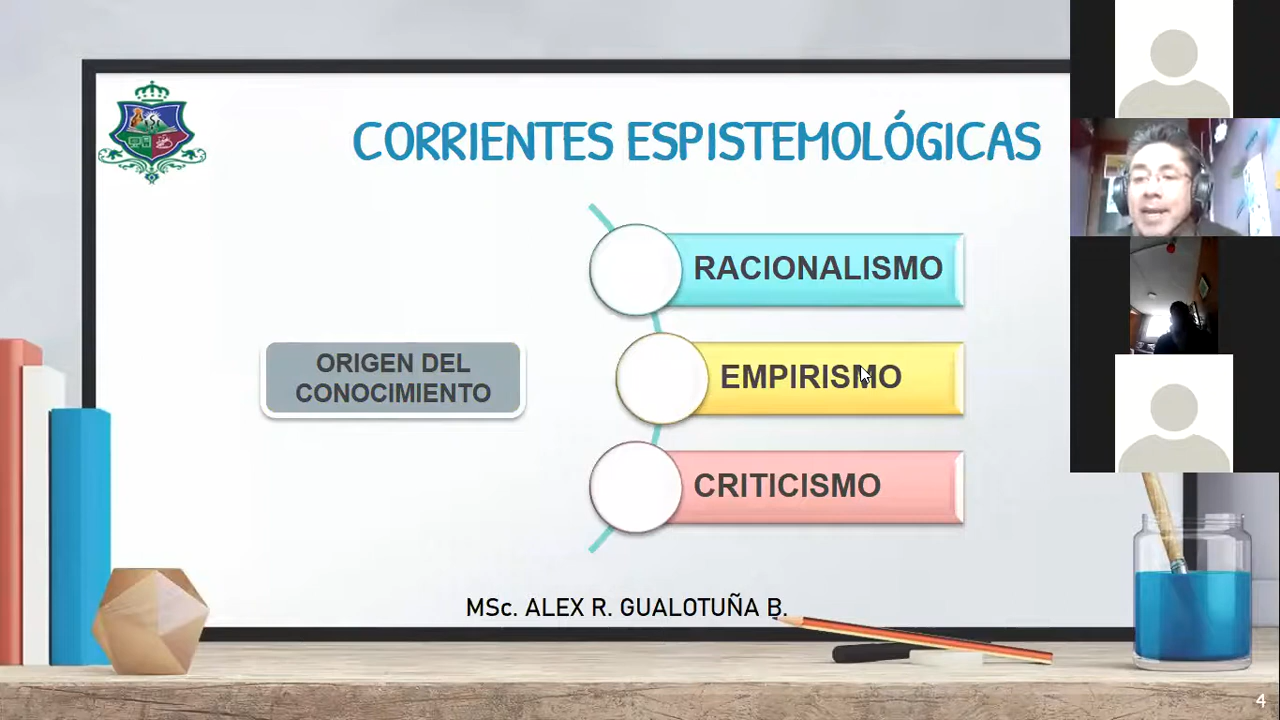 CORRIENTES ESPISTEMOLÓGICAS
RACIONALISMO
ORIGEN DEL
CONOCIMIENTO
EMPIRISMO
CRITICISMO
MSc. ALEX R. GUALOTUÑA B.
4